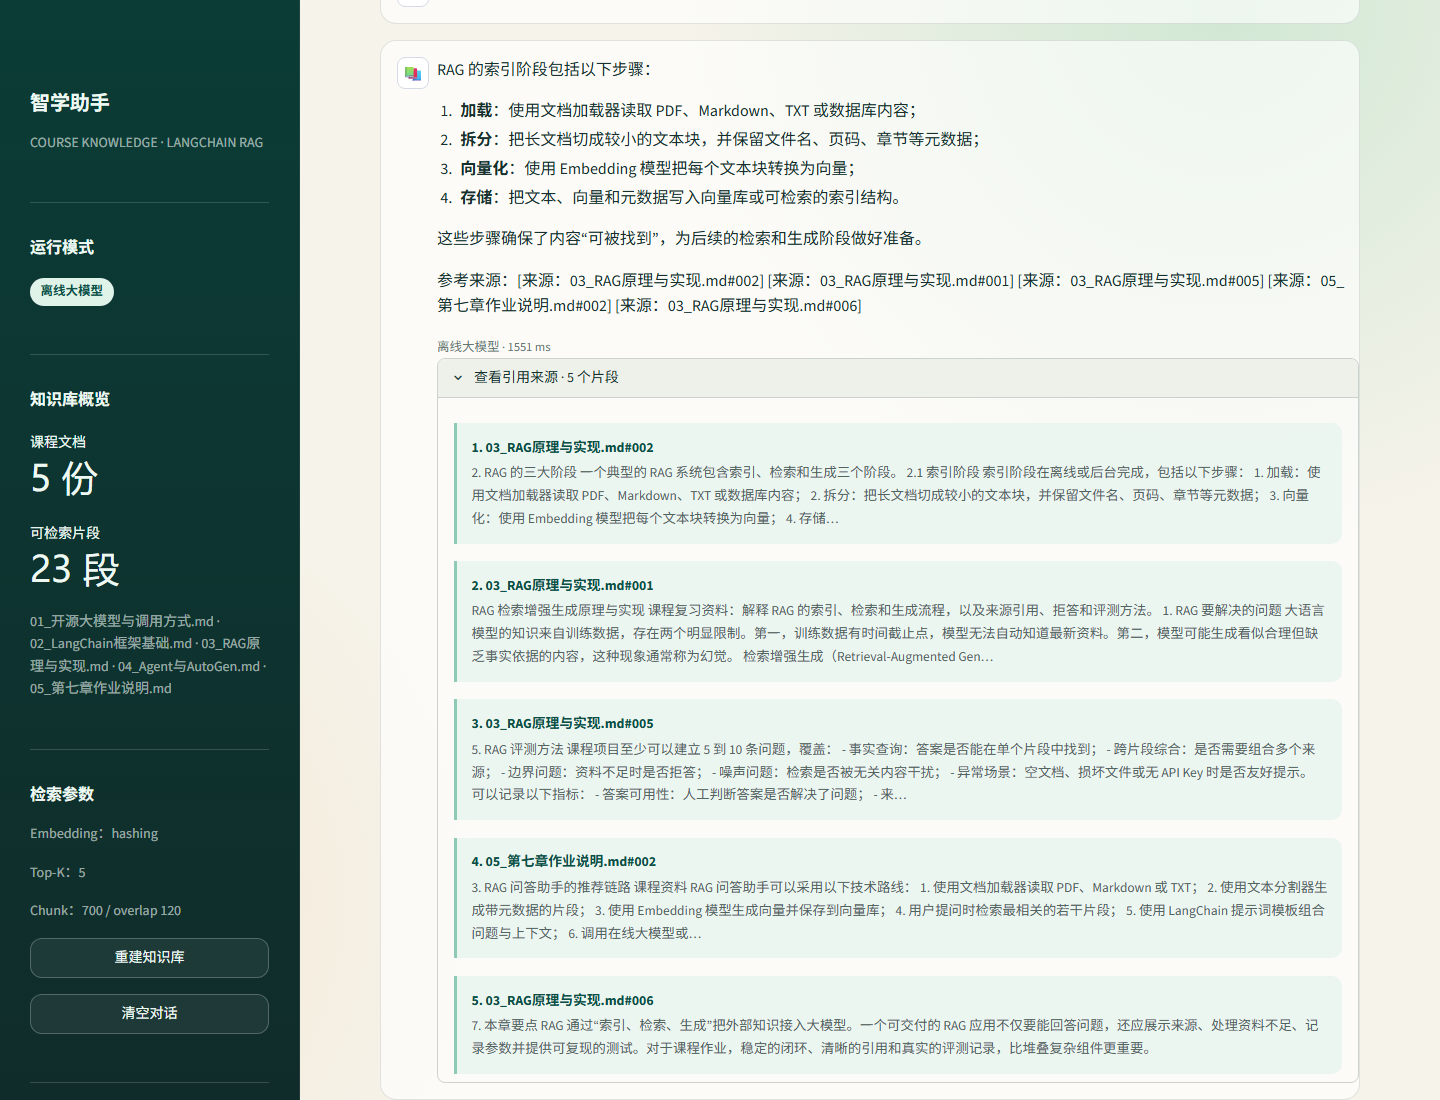 智学助手
COURSE KNOWLEDGE · LANGCHAIN RAG
运行模式
离线大模型
知识库概览
课程文档
5 份
可检索片段
23 段
01_开源大模型与调用方式.md ·
02_LangChain框架基础.md · 03_RAG原
理与实现.md · 04_Agent与AutoGen.md ·
05_第七章作业说明.md
检索参数
Embedding：hashing
Top-K：5
Chunk：700 / overlap 120
重建知识库
清空对话
RAG 的索引阶段包括以下步骤：
1. 加载：使用文档加载器读取 PDF、Markdown、TXT 或数据库内容；
2. 拆分：把长文档切成较小的文本块，并保留文件名、页码、章节等元数据；
3. 向量化：使用 Embedding 模型把每个文本块转换为向量；
4. 存储：把文本、向量和元数据写入向量库或可检索的索引结构。
这些步骤确保了内容“可被找到”，为后续的检索和生成阶段做好准备。
参考来源：[来源：03_RAG原理与实现.md#002] [来源：03_RAG原理与实现.md#001] [来源：03_RAG原理与实现.md#005] [来源：05_
第七章作业说明.md#002] [来源：03_RAG原理与实现.md#006]
离线大模型 · 1551 ms
查看引用来源 · 5 个片段
1. 03_RAG原理与实现.md#002
2. RAG 的三大阶段 一个典型的 RAG 系统包含索引、检索和生成三个阶段。 2.1 索引阶段 索引阶段在离线或后台完成，包括以下步骤： 1. 加载：使
用文档加载器读取 PDF、Markdown、TXT 或数据库内容； 2. 拆分：把长文档切成较小的文本块，并保留文件名、页码、章节等元数据； 3. 向量
化：使用 Embedding 模型把每个文本块转换为向量； 4. 存储…
2. 03_RAG原理与实现.md#001
RAG 检索增强生成原理与实现 课程复习资料：解释 RAG 的索引、检索和生成流程，以及来源引用、拒答和评测方法。 1. RAG 要解决的问题 大语言
模型的知识来自训练数据，存在两个明显限制。第一，训练数据有时间截止点，模型无法自动知道最新资料。第二，模型可能生成看似合理但缺
乏事实依据的内容，这种现象通常称为幻觉。 检索增强生成（Retrieval-Augmented Gen…
3. 03_RAG原理与实现.md#005
5. RAG 评测方法 课程项目至少可以建立 5 到 10 条问题，覆盖： - 事实查询：答案是否能在单个片段中找到； - 跨片段综合：是否需要组合多个来
源； - 边界问题：资料不足时是否拒答； - 噪声问题：检索是否被无关内容干扰； - 异常场景：空文档、损坏文件或无 API Key 时是否友好提示。
可以记录以下指标： - 答案可用性：人工判断答案是否解决了问题； - 来…
4. 05_第七章作业说明.md#002
3. RAG 问答助手的推荐链路 课程资料 RAG 问答助手可以采用以下技术路线： 1. 使用文档加载器读取 PDF、Markdown 或 TXT； 2. 使用文本分割器生
成带元数据的片段； 3. 使用 Embedding 模型生成向量并保存到向量库； 4. 用户提问时检索最相关的若干片段； 5. 使用 LangChain 提示词模板组合
问题与上下文； 6. 调用在线大模型或…
5. 03_RAG原理与实现.md#006
7. 本章要点 RAG 通过“索引、检索、生成”把外部知识接入大模型。一个可交付的 RAG 应用不仅要能回答问题，还应展示来源、处理资料不足、记
录参数并提供可复现的测试。对于课程作业，稳定的闭环、清晰的引用和真实的评测记录，比堆叠复杂组件更重要。